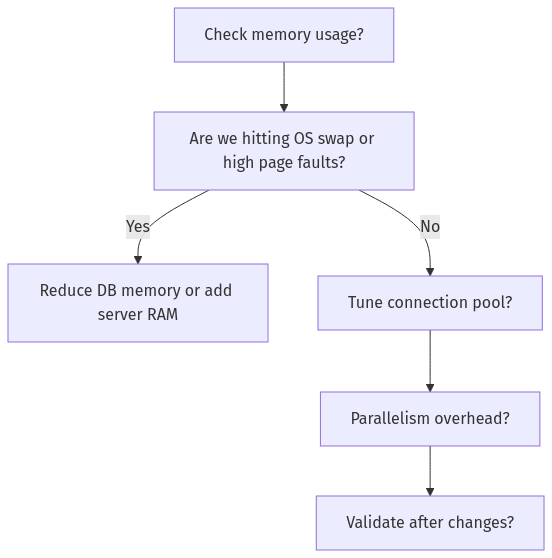 Check memory usage?
Are we hitting OS swap or
high page faults?
Yes
No
Reduce DB memory or add
server RAM
Tune connection pool?
Parallelism overhead?
Validate after changes?